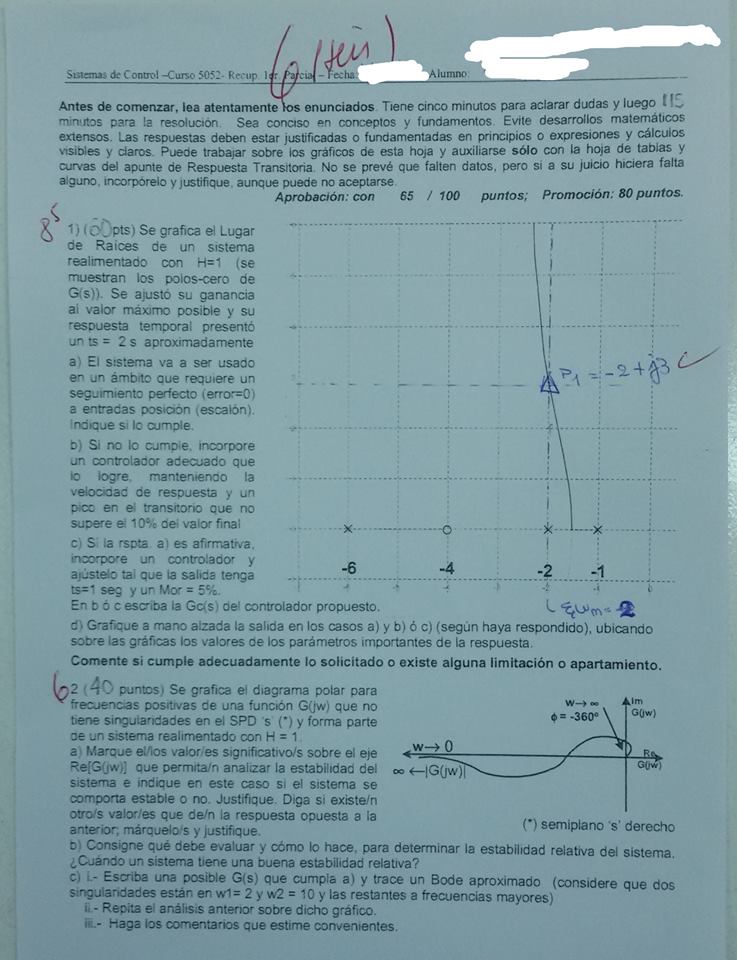 6 (seis)
Sistemas de Control –Curso 5052- Recup. 1er. Parcial – Fecha: Alumno:
Antes de comenzar, lea atentamente los enunciados. Tiene cinco minutos para aclarar dudas y luego 115
minutos para la resolución. Sea conciso en conceptos y fundamentos. Evite desarrollos matemáticos
extensos. Las respuestas deben estar justificadas o fundamentadas en principios o expresiones y cálculos
visibles y claros. Puede trabajar sobre los gráficos de esta hoja y auxiliarse sólo con la hoja de tablas y
curvas del apunte de Respuesta Transitoria. No se prevé que falten datos, pero si a su juicio hiciera falta
alguno, incorpórelo y justifique, aunque puede no aceptarse.
Aprobación: con 65 / 100 puntos; Promoción: 80 puntos.
85
1) (60pts) Se grafica el Lugar
de Raíces de un sistema
realimentado con H=1 (se
muestran los polos-cero de
G(s)). Se ajustó su ganancia
al valor máximo posible y su
respuesta temporal presentó
un ts = 2 s aproximadamente
a) El sistema va a ser usado
en un ámbito que requiere un
seguimiento perfecto (error=0)
a entradas posición (escalón).
Indique si lo cumple.
b) Si no lo cumple, incorpore
un controlador adecuado que
lo logre, manteniendo la
velocidad de respuesta y un
pico en el transitorio que no
supere el 10% del valor final
c) Si la rspta. a) es afirmativa,
incorpore un controlador y
ajústelo tal que la salida tenga
ts=1 seg y un Mor = 5%.
En b ó c escriba la Gc(s) del controlador propuesto.
P1 = -2 + j3
-6 -4 -2 -1 0
ξωm= -2
d) Grafique a mano alzada la salida en los casos a) y b) ó c) (según haya respondido), ubicando
sobre las gráficas los valores de los parámetros importantes de la respuesta.
Comente si cumple adecuadamente lo solicitado o existe alguna limitación o apartamiento.
6
2 (40 puntos) Se grafica el diagrama polar para
frecuencias positivas de una función G(jw) que no
tiene singularidades en el SPD 's' (*) y forma parte
de un sistema realimentado con H = 1.
a) Marque el/los valor/es significativo/s sobre el eje
Re[G(jw)] que permita/n analizar la estabilidad del
sistema e indique en este caso si el sistema se
comporta estable o no. Justifique. Diga si existe/n
otro/s valor/es que de/n la respuesta opuesta a la
anterior; márquelo/s y justifique.
w→ ∞
ϕ = -360º
Im
G(jw)
w→ 0
Re
G(jw)
∞ ←|G(jw)|
(*) semiplano 's' derecho
b) Consigne qué debe evaluar y cómo lo hace, para determinar la estabilidad relativa del sistema.
¿Cuándo un sistema tiene una buena estabilidad relativa?
c) i.- Escriba una posible G(s) que cumpla a) y trace un Bode aproximado (considere que dos
singularidades están en w1= 2 y w2 = 10 y las restantes a frecuencias mayores)
ii.- Repita el análisis anterior sobre dicho gráfico.
iii.- Haga los comentarios que estime convenientes.